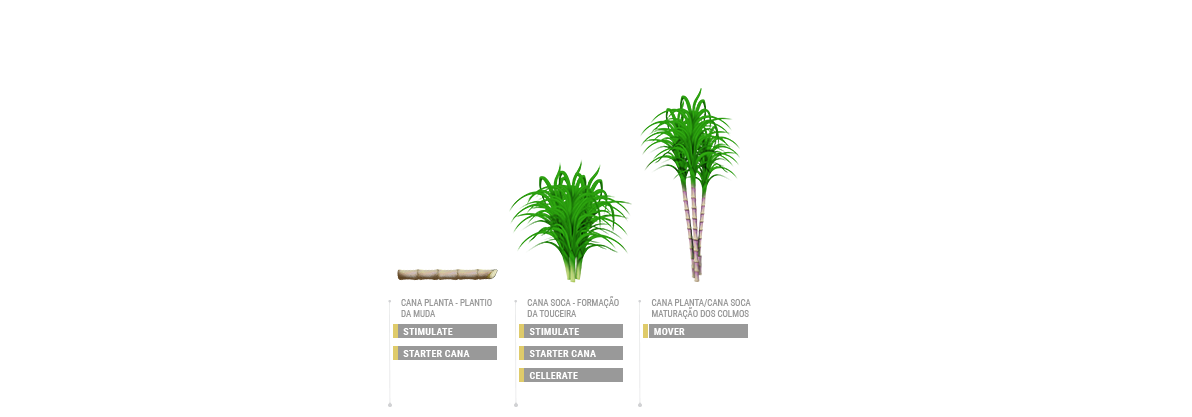 CANA PLANTA - PLANTIO
DA MUDA
STIMULATE
STARTER CANA
CANA SOCA - FORMAÇÃO
DA TOUCEIRA
STIMULATE
STARTER CANA
CELLERATE
CANA PLANTA/CANA SOCA
MATURAÇÃO DOS COLMOS
MOVER